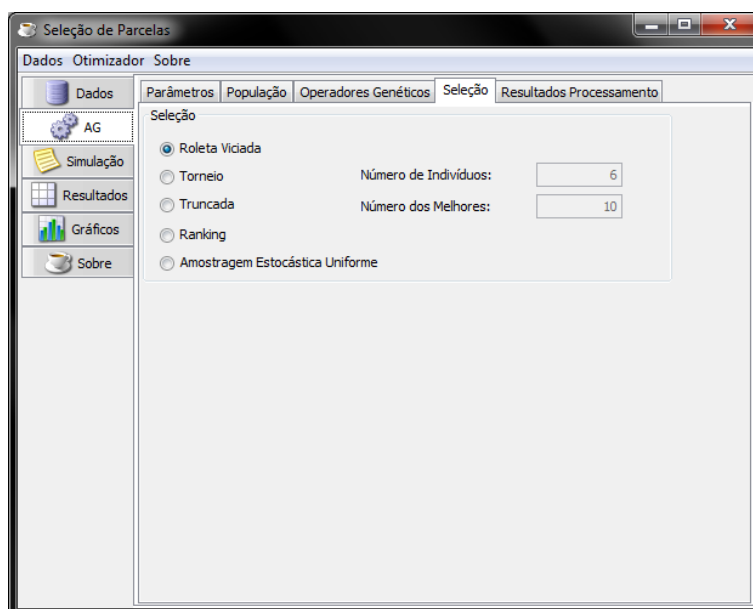 Seleção de Parcelas
Dados Otimizador Sobre
Dados
AG
Simulação
Resultados
Gráficos
Sobre
Parâmetros População Operadores Genéticos Seleção Resultados Processamento
Seleção
Roleta Viciada
Torneio Número de Indivíduos: 6
Truncada Número dos Melhores: 10
Ranking
Amostragem Estocástica Uniforme